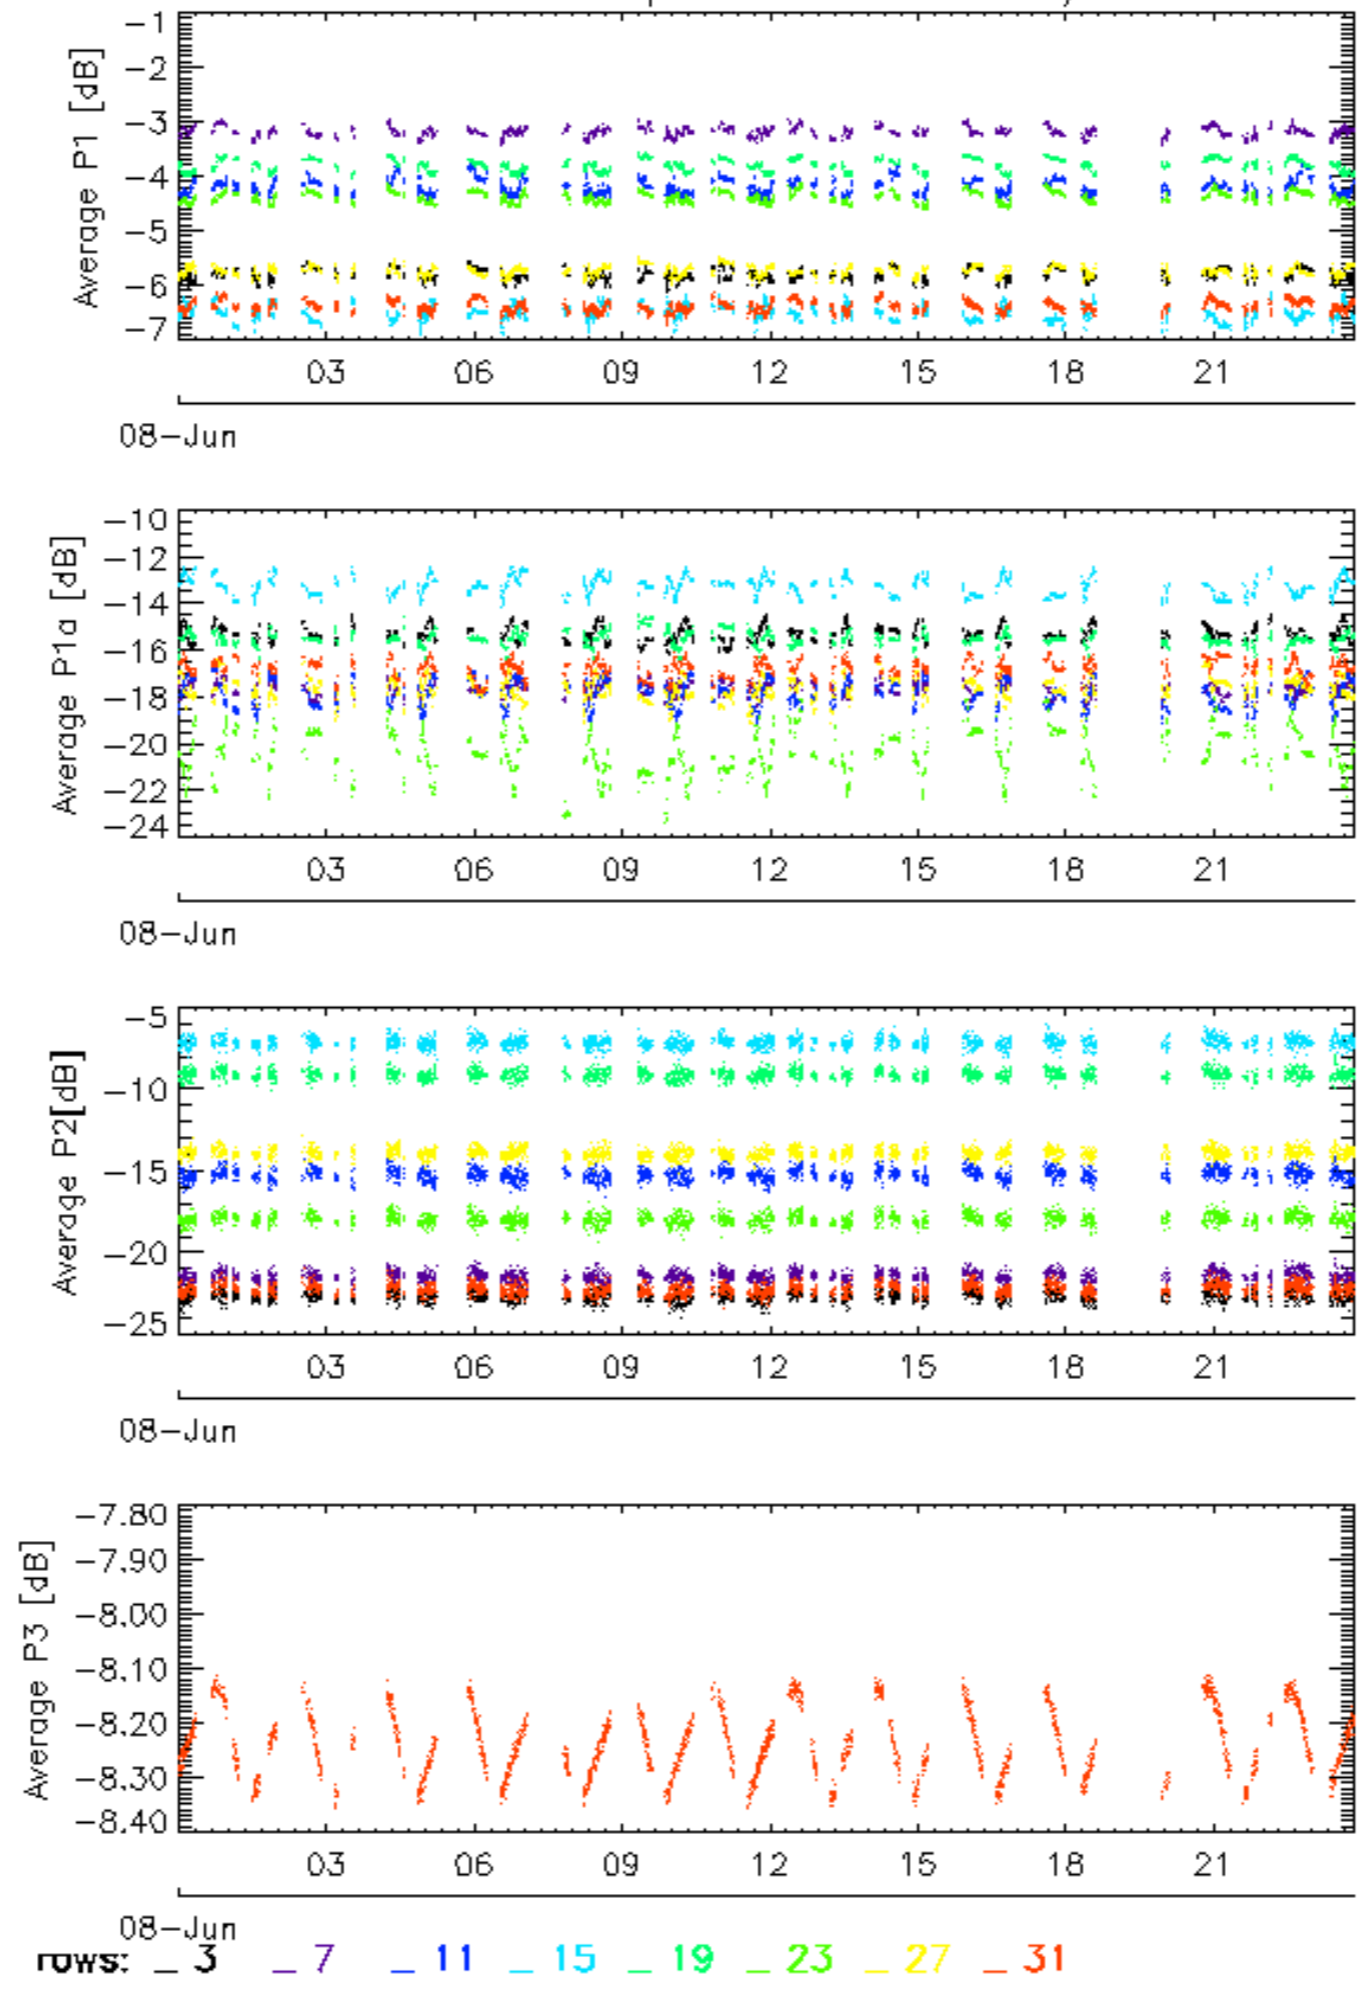 Average P1 [dB]
-1
-2
-3
-4
-5
-6
-7
03 06 09 12 15 18 21
08-Jun
Average P1a [dB]
-10
-12
-14
-16
-18
-20
-22
-24
03 06 09 12 15 18 21
08-Jun
Average P2[dB]
-5
-10
-15
-20
-25
03 06 09 12 15 18 21
08-Jun
Average P3 [dB]
-7.80
-7.90
-8.00
-8.10
-8.20
-8.30
-8.40
03 06 09 12 15 18 21
08-Jun
rows: _ 3 _ 7 _ 11 _ 15 _ 19 _ 23 _ 27 _ 31